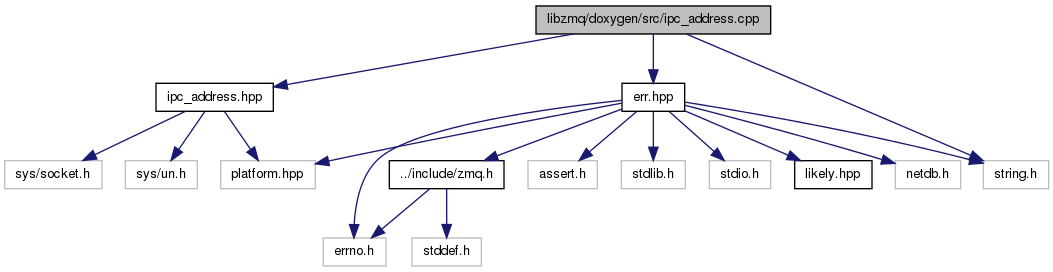 libzmq/doxygen/src/ipc_address.cpp
ipc_address.hpp
err.hpp
sys/socket.h
sys/un.h
platform.hpp
../include/zmq.h
assert.h
stdlib.h
stdio.h
likely.hpp
netdb.h
string.h
errno.h
stddef.h